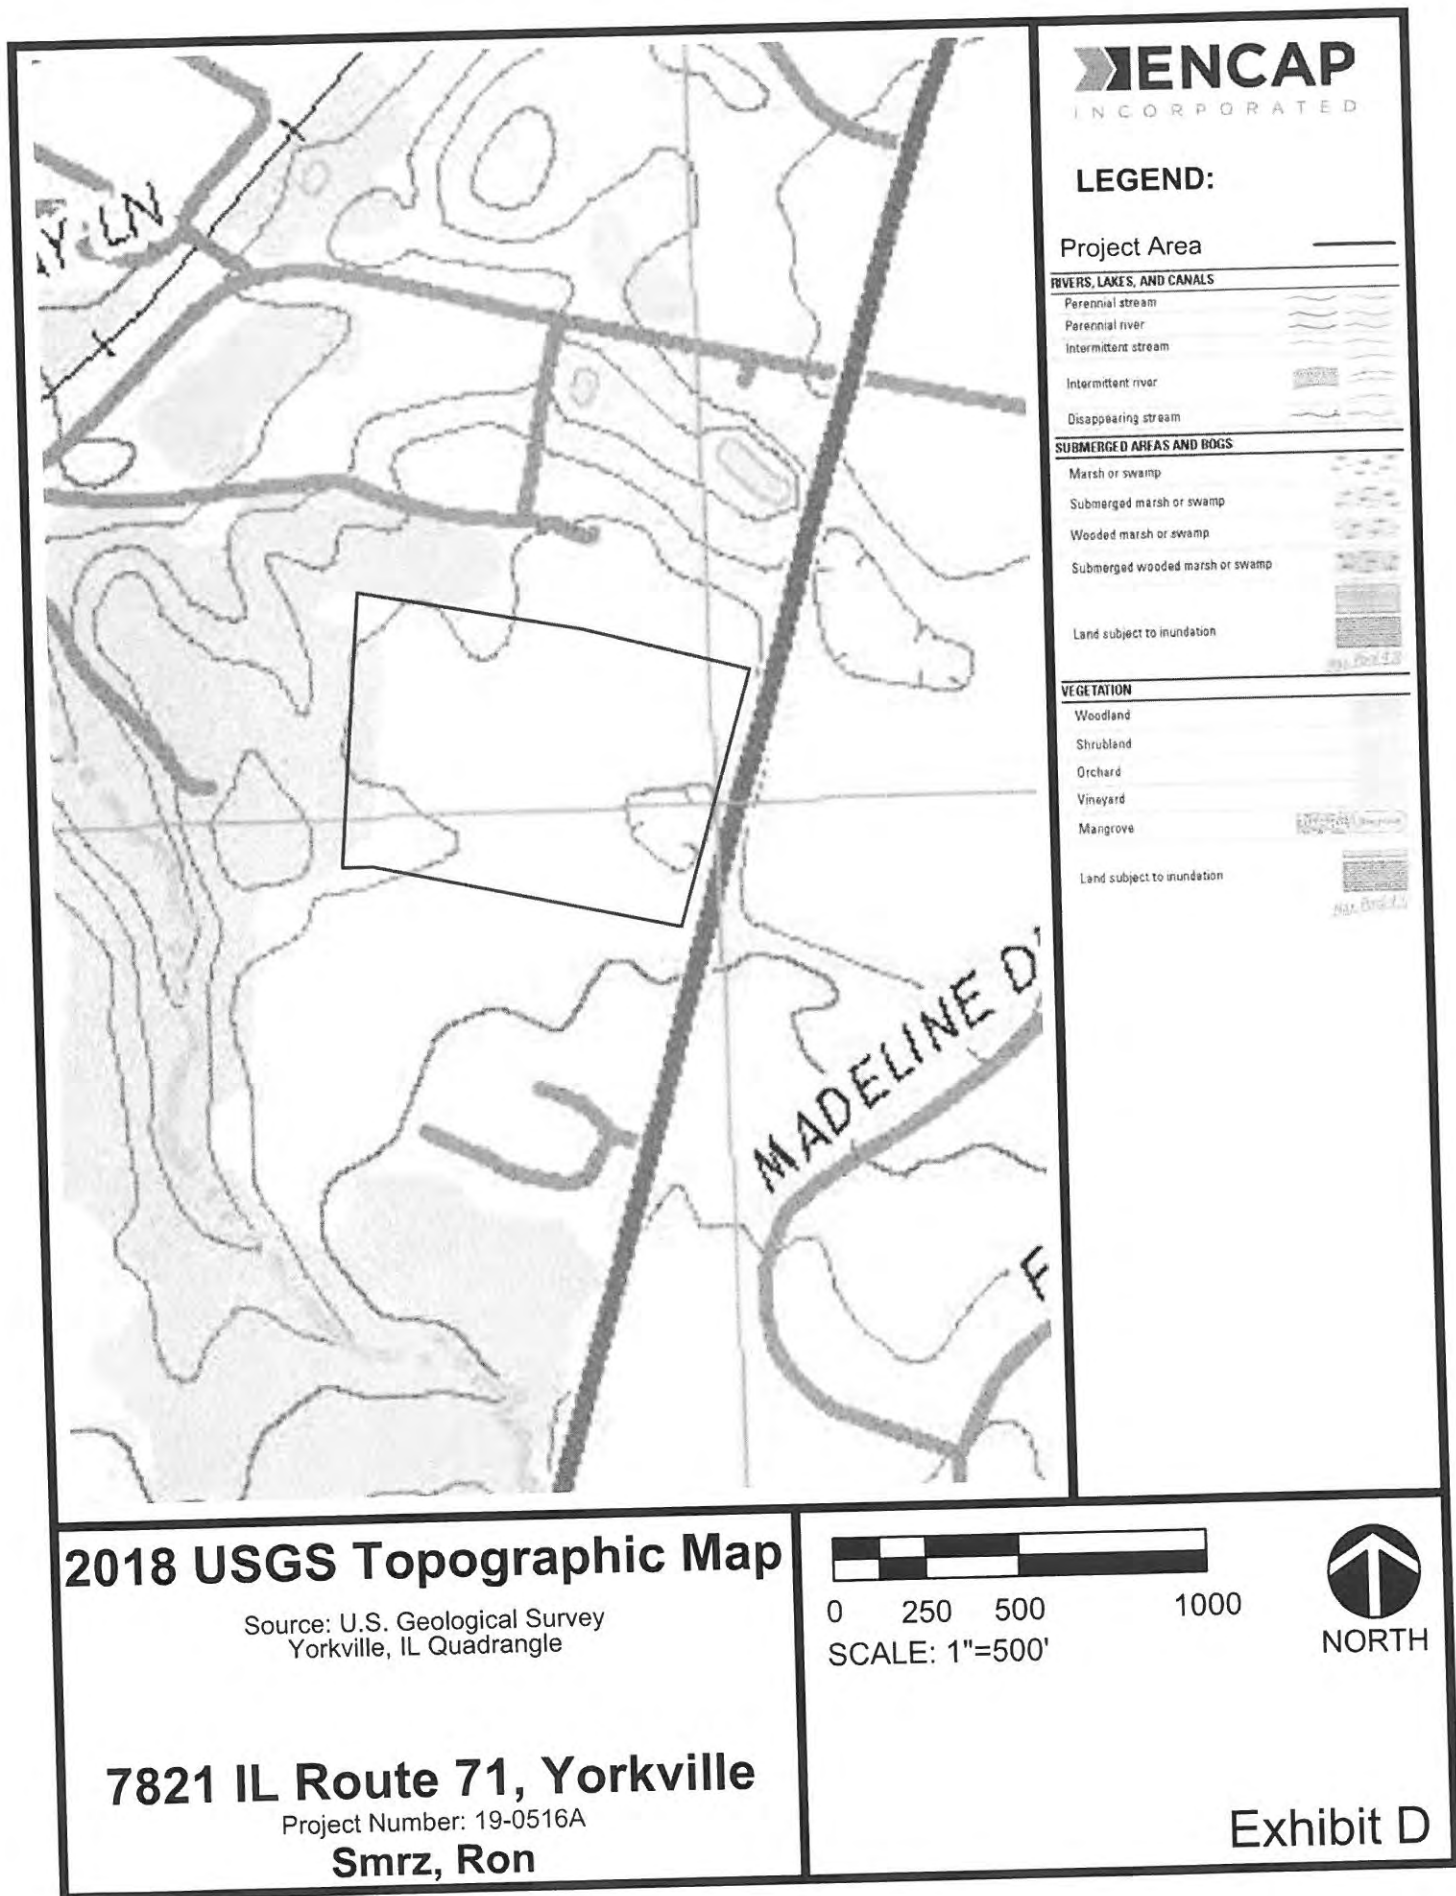 AY LN
MADELINE D
F
ENCAP
INCORPORATED
LEGEND:
Project Area
RIVERS, LAKES, AND CANALS
Perennial stream
Perennial river
Intermittent stream
Intermittent river
Disappearing stream
SUBMERGED AREAS AND BOGS
Marsh or swamp
Submerged marsh or swamp
Wooded marsh or swamp
Submerged wooded marsh or swamp
Land subject to inundation
VEGETATION
Woodland
Shrubland
Orchard
Vineyard
Mangrove
Land subject to inundation
2018 USGS Topographic Map
Source: U.S. Geological Survey
Yorkville, IL Quadrangle
7821 IL Route 71, Yorkville
Project Number: 19-0516A
Smrz, Ron
0 250 500 1000
SCALE: 1"=500'
NORTH
Exhibit D